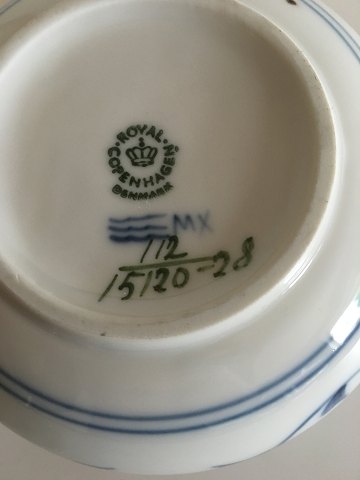 ROYAL
COPENHAGEN
DENMARK
MX
112
15120-28